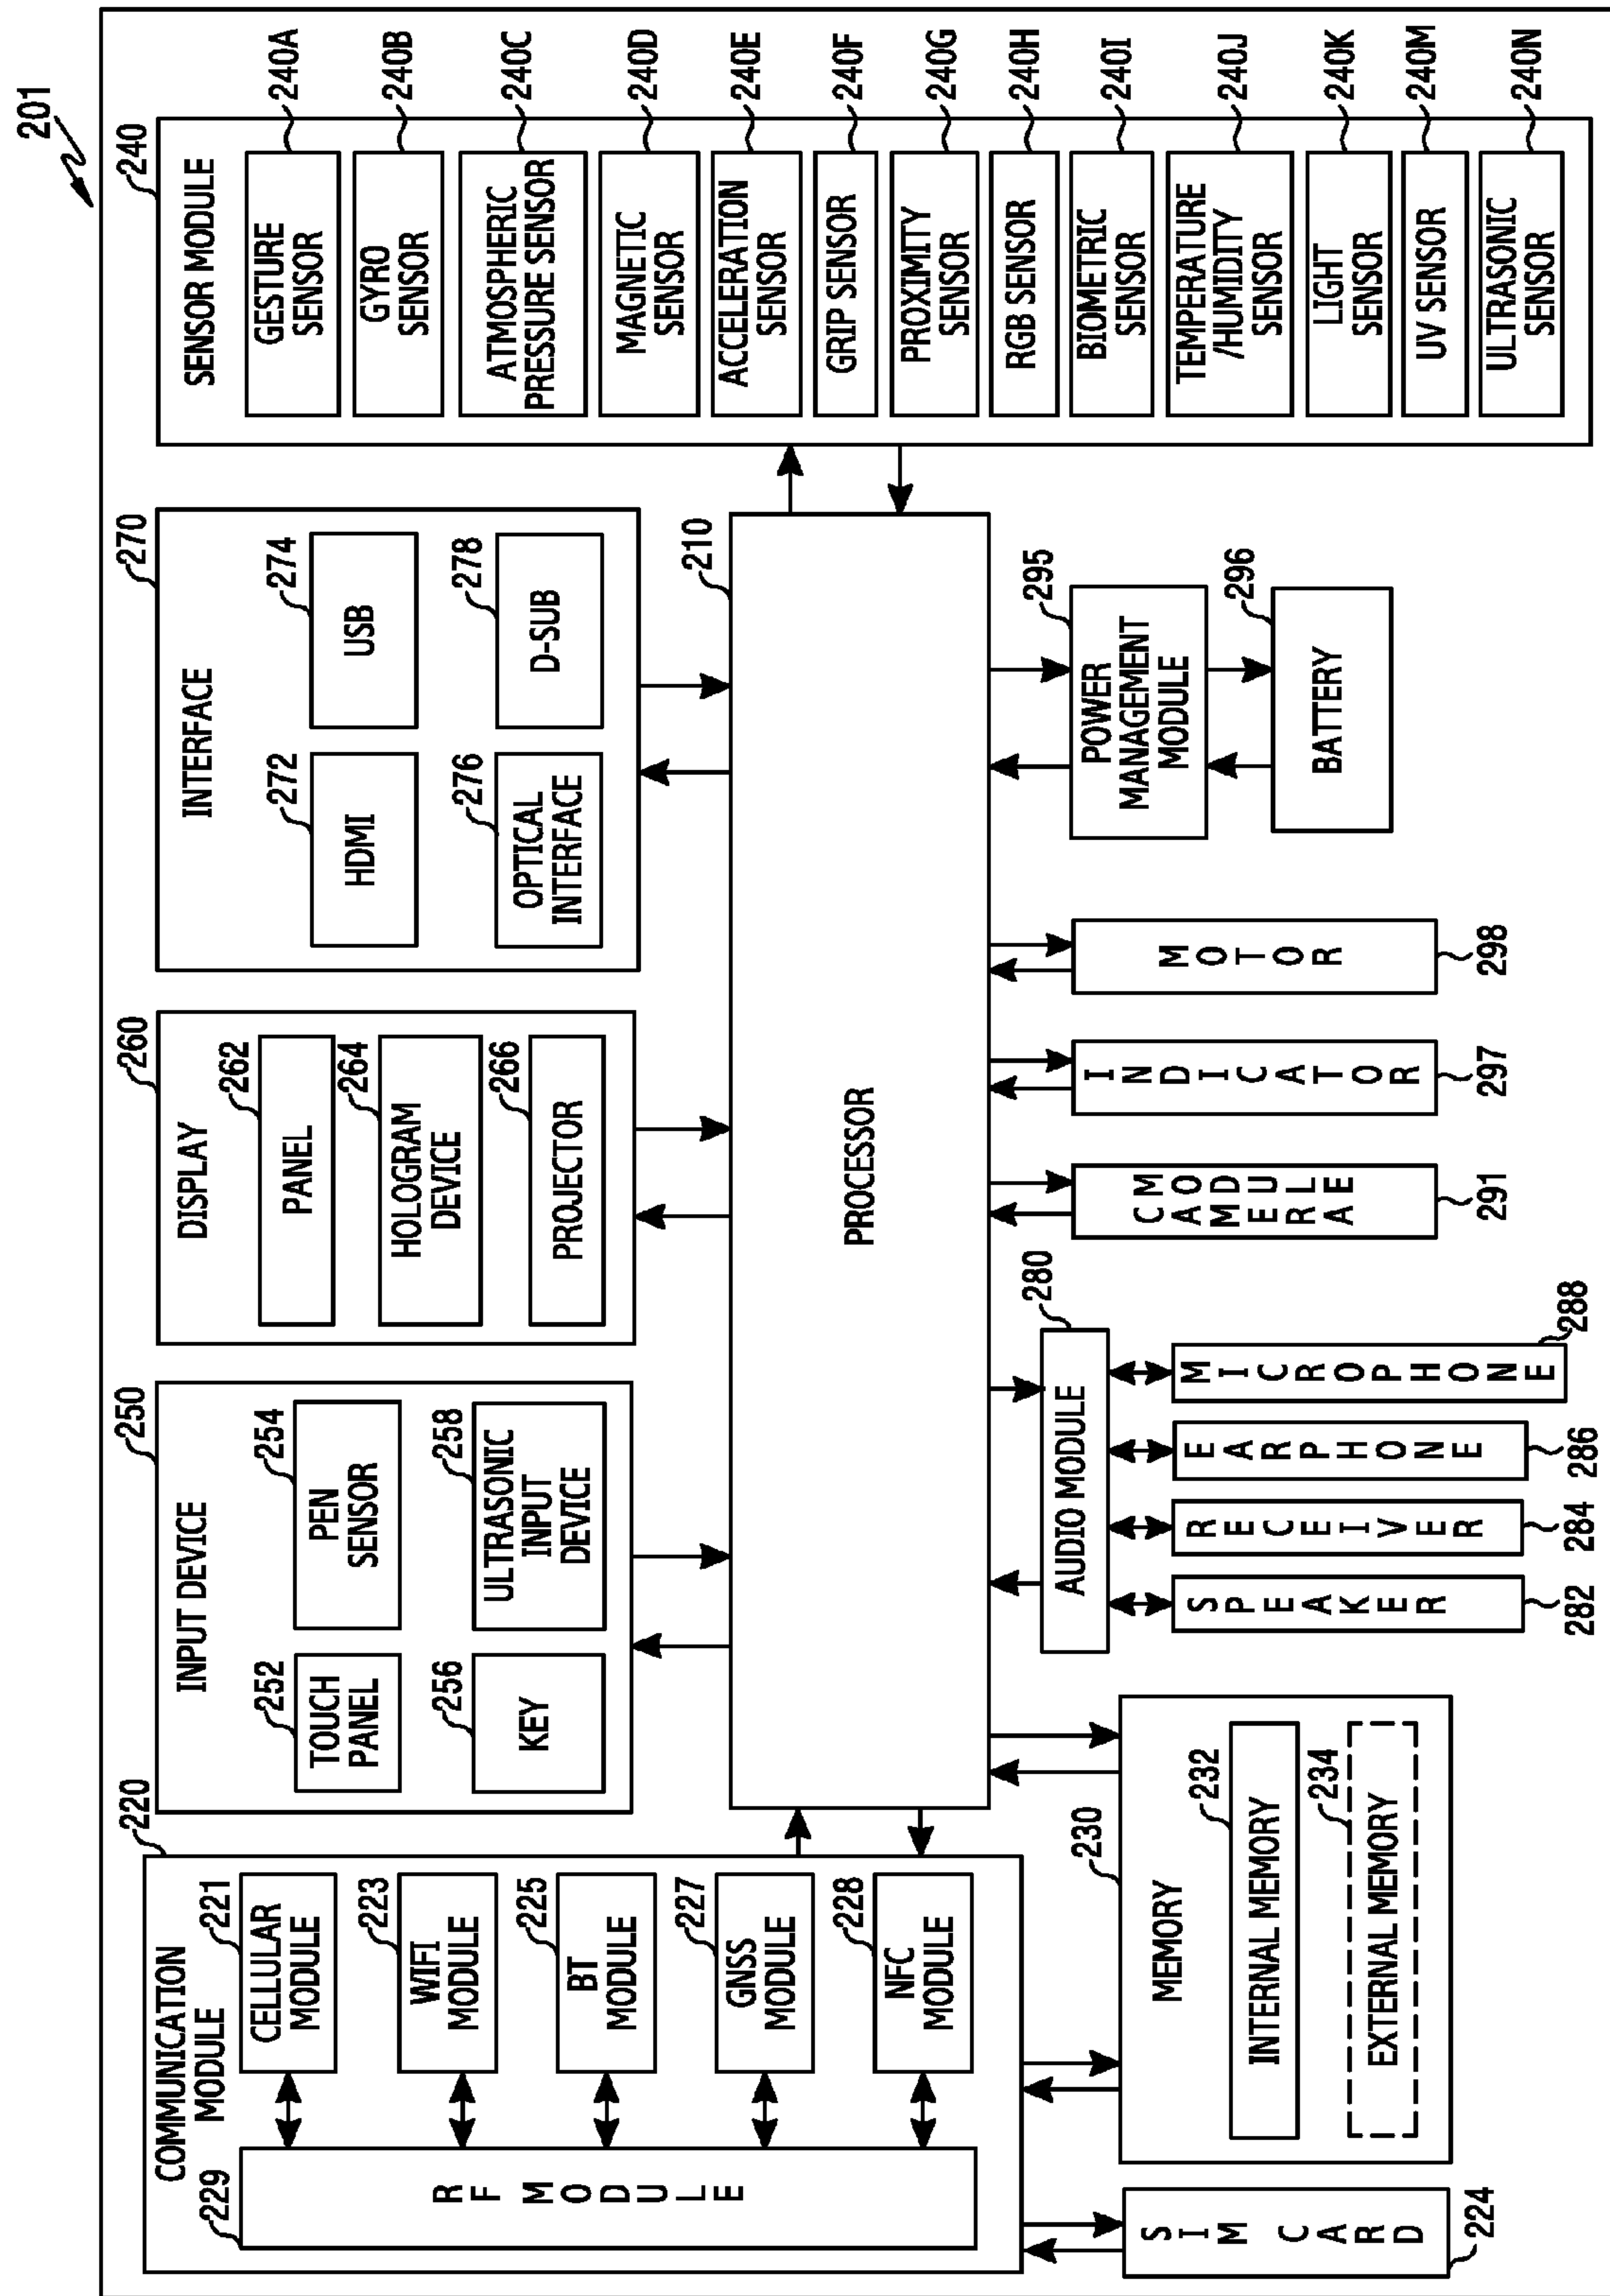 201
220
COMMUNICATION
MODULE
229
RF MODULE
221
CELLULAR
MODULE
223
WIFI
MODULE
225
BT
MODULE
227
GNSS
MODULE
228
NFC
MODULE
250
INPUT DEVICE
252
TOUCH
PANEL
254
PEN
SENSOR
256
KEY
258
ULTRASONIC
INPUT
DEVICE
260
DISPLAY
262
PANEL
264
HOLOGRAM
DEVICE
266
PROJECTOR
270
INTERFACE
272
HDMI
274
USB
276
OPTICAL
INTERFACE
278
D-SUB
240
SENSOR MODULE
GESTURE
SENSOR
240A
GYRO
SENSOR
240B
ATMOSPHERIC
PRESSURE SENSOR
240C
MAGNETIC
SENSOR
240D
ACCELERATION
SENSOR
240E
GRIP SENSOR
240F
PROXIMITY
SENSOR
240G
RGB SENSOR
240H
BIOMETRIC
SENSOR
240I
TEMPERATURE
/HUMIDITY
SENSOR
240J
LIGHT
SENSOR
240K
UV SENSOR
240M
ULTRASONIC
SENSOR
240N
210
PROCESSOR
SIM CARD
224
230
MEMORY
232
INTERNAL MEMORY
234
EXTERNAL MEMORY
280
AUDIO MODULE
SPEAKER
282
RECEIVER
284
EARPHONE
286
MICROPHONE
288
CAMERA
MODULE
291
INDICATOR
297
MOTOR
298
295
POWER
MANAGEMENT
MODULE
296
BATTERY